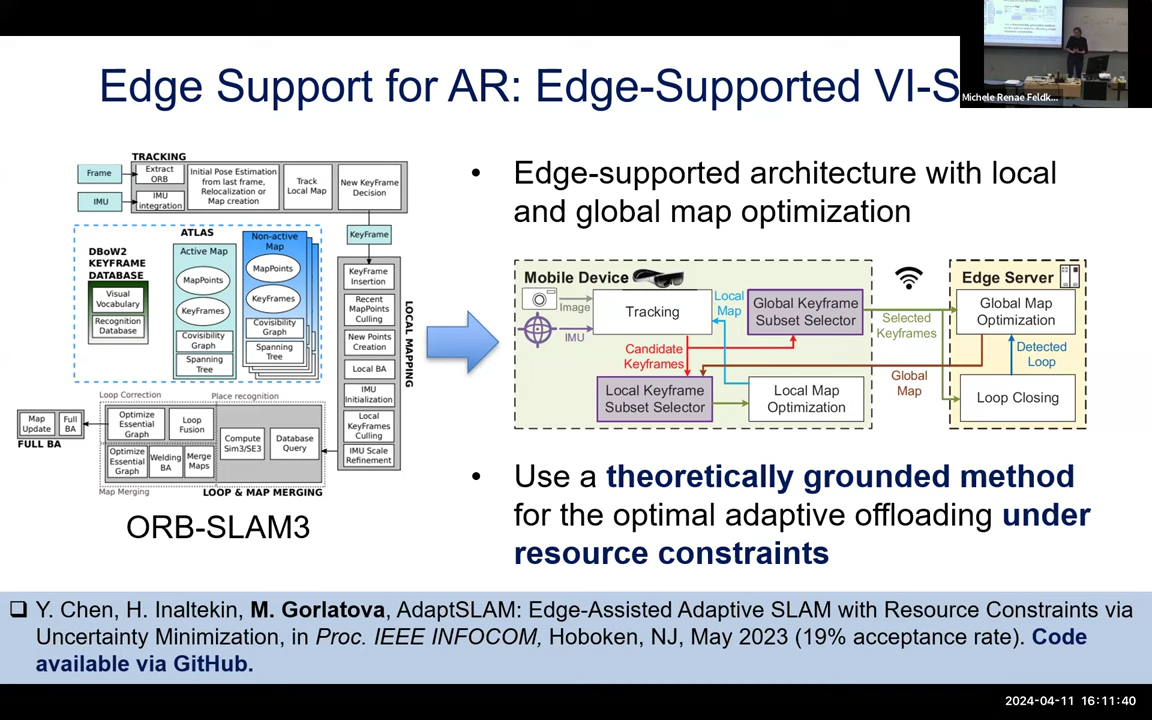 Edge Support for AR: Edge-Supported VI-S
Michele Renae Feldk...
TRACKING
Frame
IMU
Extract
ORB
IMU
integration
Initial Pose Estimation
from last frame,
Relocalization or
Map creation
Track
Local Map
New KeyFrame
Decision
KeyFrame
ATLAS
DBoW2
KEYFRAME
DATABASE
Visual
Vocabulary
Recognition
Database
Active Map
MapPoints
KeyFrames
Covisibility
Graph
Spanning
Tree
Non-active
Map
MapPoints
KeyFrames
Covisibility
Graph
Spanning
Tree
KeyFrame
Insertion
Recent
MapPoints
Culling
New Points
Creation
Local BA
IMU
Initialization
Local
KeyFrames
Culling
IMU Scale
Refinement
LOCAL MAPPING
Loop Correction
Place recognition
Map
Update
Full
BA
FULL BA
Optimize
Essential
Graph
Loop
Fusion
Optimize
Essential
Graph
Welding
BA
Merge
Maps
Compute
Sim3/SE3
Database
Query
Map Merging
LOOP & MAP MERGING
ORB-SLAM3
• Edge-supported architecture with local
and global map optimization
Mobile Device
Image
IMU
Tracking
Local
Map
Global Keyframe
Subset Selector
Candidate
Keyframes
Local Keyframe
Subset Selector
Local Map
Optimization
Selected
Keyframes
Global
Map
Edge Server
Global Map
Optimization
Detected
Loop
Loop Closing
• Use a theoretically grounded method
for the optimal adaptive offloading under
resource constraints
❑ Y. Chen, H. Inaltekin, M. Gorlatova, AdaptSLAM: Edge-Assisted Adaptive SLAM with Resource Constraints via
Uncertainty Minimization, in Proc. IEEE INFOCOM, Hoboken, NJ, May 2023 (19% acceptance rate). Code
available via GitHub.
2024-04-11 16:11:40